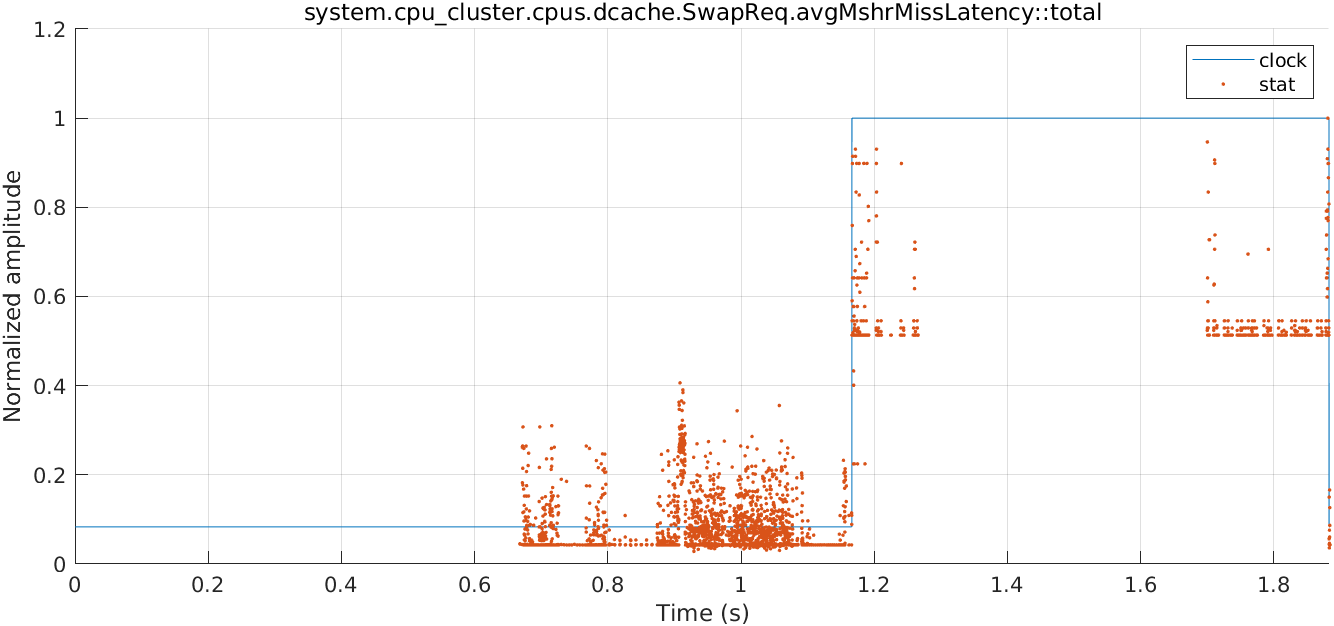 system.cpu_cluster.cpus.dcache.SwapReq.avgMshrMissLatency::total
1.2
1
0.8
0.6
0.4
0.2
0
Normalized amplitude
clock
stat
0 0.2 0.4 0.6 0.8 1 1.2 1.4 1.6 1.8
Time (s)